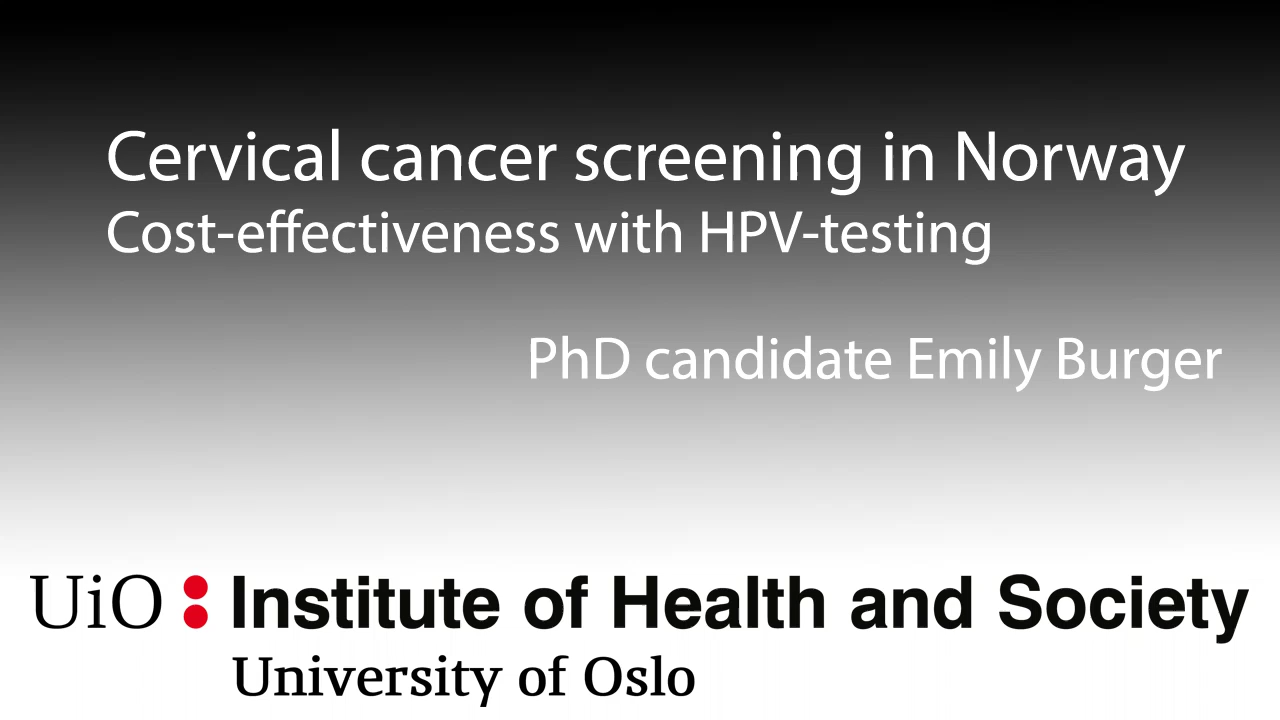 Cervical cancer screening in Norway
Cost-effectiveness with HPV-testing
PhD candidate Emily Burger
UiO : Institute of Health and Society
University of Oslo